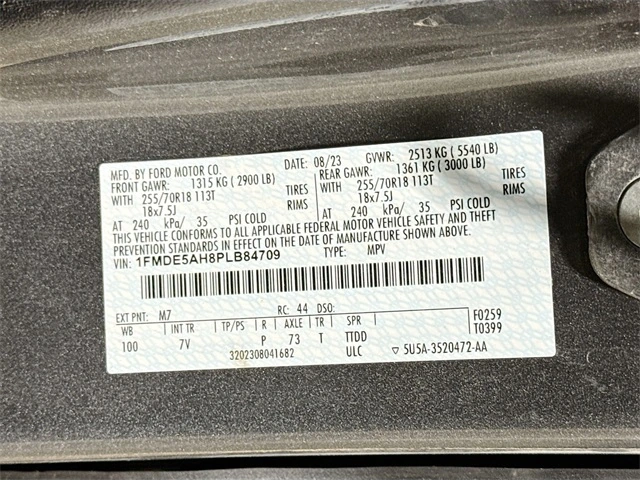 MFD. BY FORD MOTOR CO. DATE: 08/23 GVWR: 2513 KG ( 5540 LB)
FRONT GAWR: 1315 KG ( 2900 LB) REAR GAWR: 1361 KG ( 3000 LB)
WITH 255/70R18 113T TIRES WITH 255/70R18 113T TIRES
18x7.5J RIMS 18x7.5J RIMS
AT 240 kPa/ 35 PSI COLD AT 240 kPa/ 35 PSI COLD
THIS VEHICLE CONFORMS TO ALL APPLICABLE FEDERAL MOTOR VEHICLE SAFETY AND THEFT
PREVENTION STANDARDS IN EFFECT ON THE DATE OF MANUFACTURE SHOWN ABOVE.
VIN: 1FMDE5AH8PLB84709 TYPE: MPV
EXT PNT: M7 RC: 44 DSO: F0259
WB INT TR TP/PS R AXLE TR SPR T0399
100 7V P 73 T TTDD
3202308041682 ULC ▽ 5U5A-3520472-AA